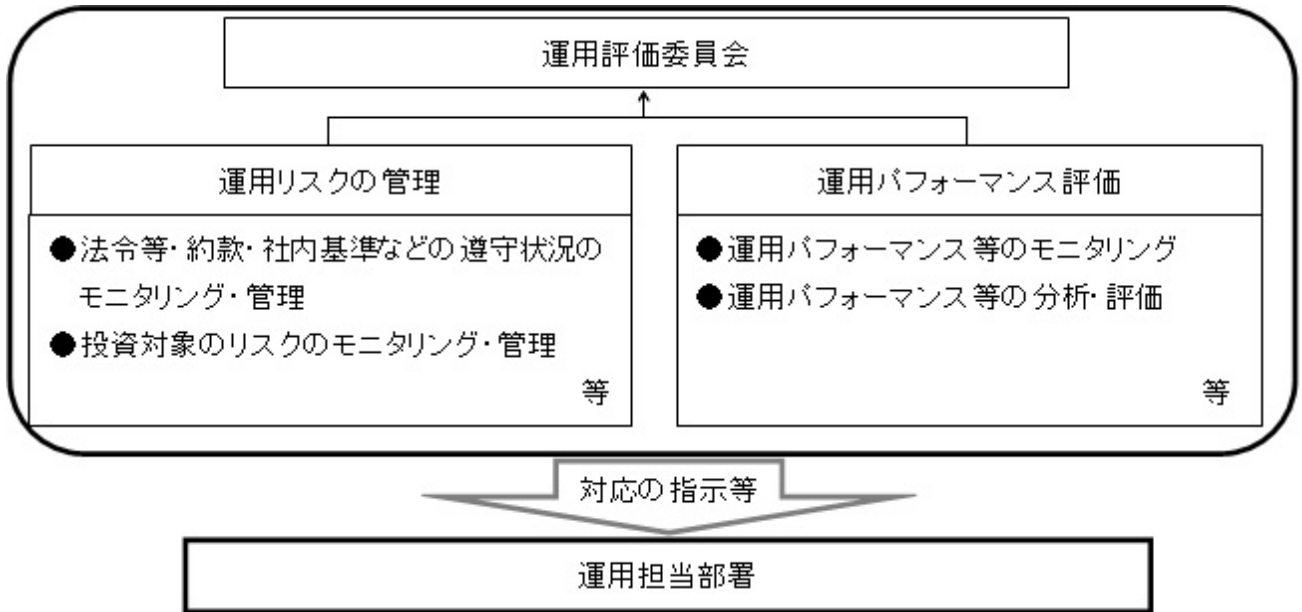 運用評価委員会
運用リスクの管理
●法令等・約款・社内基準などの遵守状況の
モニタリング・管理
●投資対象のリスクのモニタリング・管理
等
運用パフォーマンス評価
●運用パフォーマンス等のモニタリング
●運用パフォーマンス等の分析・評価
等
対応の指示等
運用担当部署